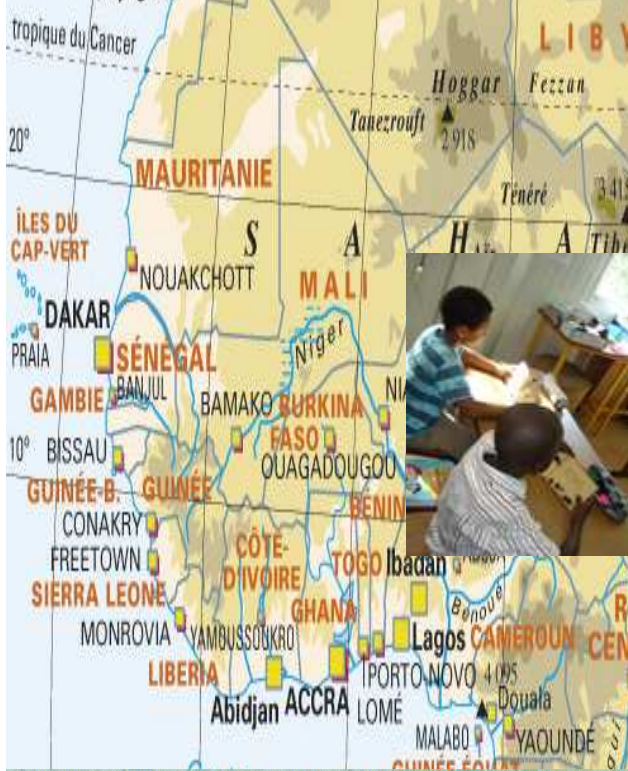 tropique du Cancer
LIBY
Hoggar
Fezzan
Tanezrouft
2 918
20°
MAURITANIE
Ténéré
3 415
ÎLES DU
CAP-VERT
S A H A
NOUAKCHOTT
MALI
DAKAR
Niger
PRAIA
SÉNÉGAL
GAMBIE
BANJUL
BAMAKO
BURKINA
FASO
10°
BISSAU
OUAGADOUGOU
GUINÉE-B.
GUINÉE
BÉNIN
CONAKRY
CÔTE-
D'IVOIRE
TOGO
Ibadan
FREETOWN
SIERRA LEONE
GHANA
Bénoué
MONROVIA
YAMOUSSOUKRO
Lagos
CAMEROUN
CEN
LIBERIA
PORTO-NOVO
4 095
Abidjan
ACCRA
LOMÉ
Douala
MALABO
YAOUNDÉ